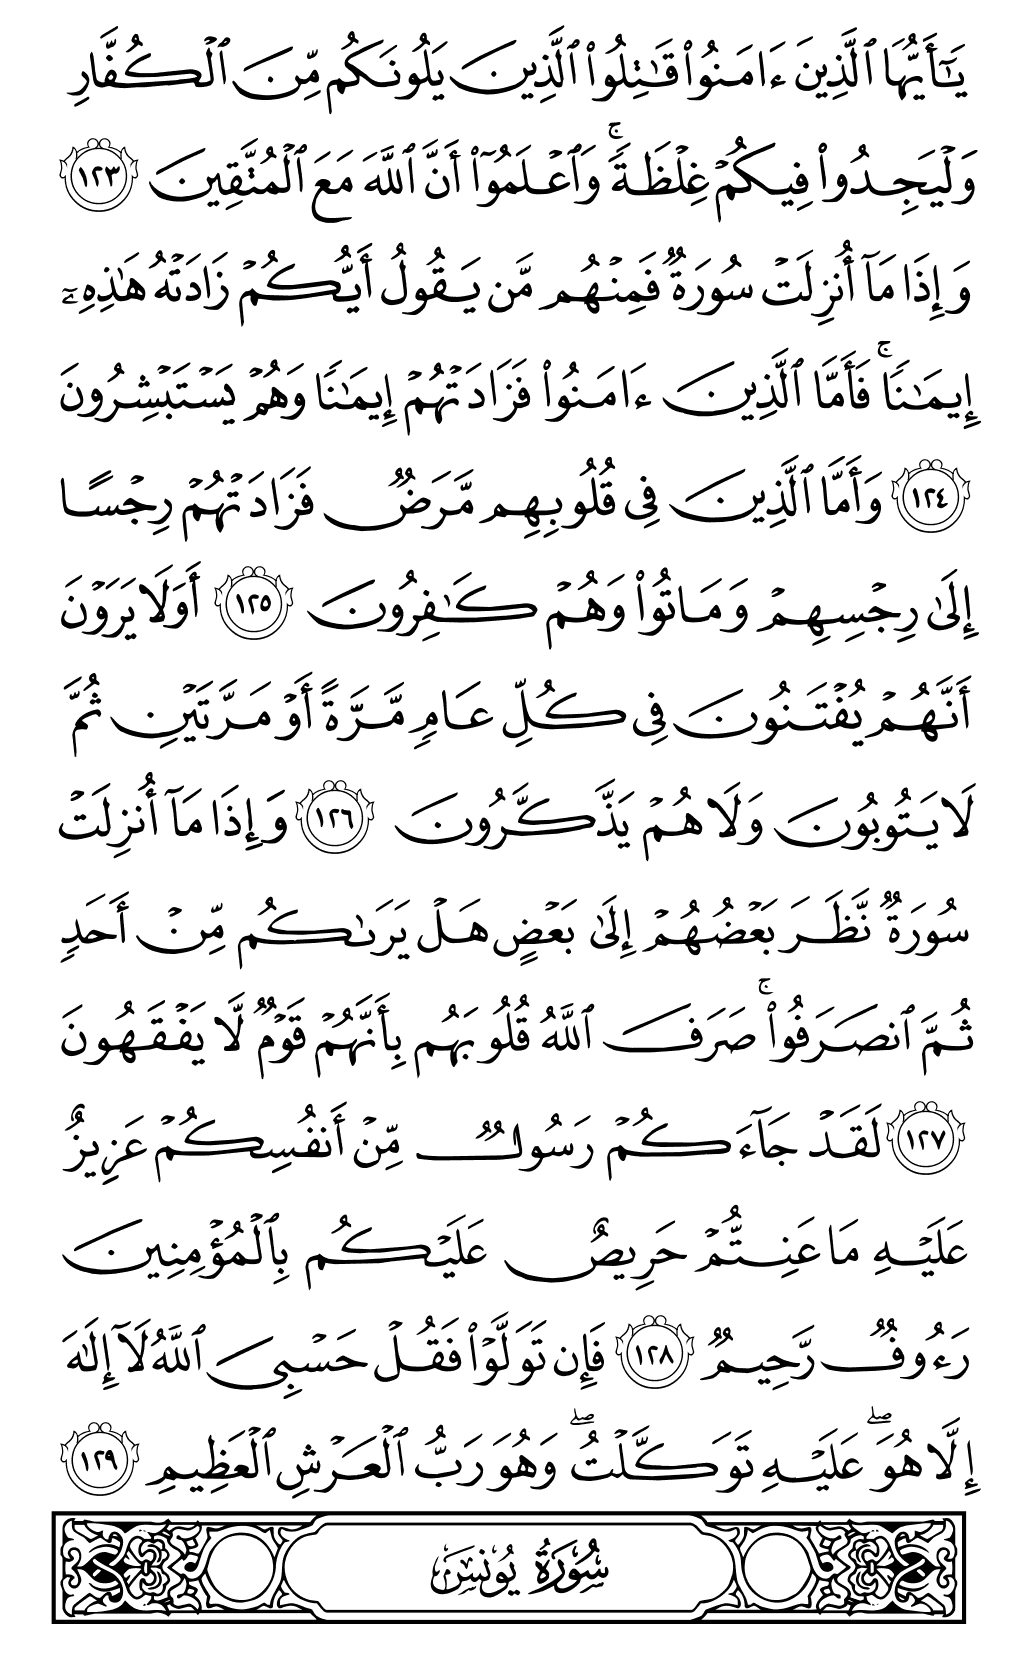 يَـٰٓأَيُّهَا ٱلَّذِينَ ءَامَنُوا۟ قَـٰتِلُوا۟ ٱلَّذِينَ يَلُونَكُم مِّنَ ٱلْكُفَّارِ
وَلْيَجِدُوا۟ فِيكُمْ غِلْظَةً ۚ وَٱعْلَمُوٓا۟ أَنَّ ٱللَّهَ مَعَ ٱلْمُتَّقِينَ ١٢٣
وَإِذَا مَآ أُنزِلَتْ سُورَةٌ فَمِنْهُم مَّن يَقُولُ أَيُّكُمْ زَادَتْهُ هَـٰذِهِۦٓ
إِيمَـٰنًا ۚ فَأَمَّا ٱلَّذِينَ ءَامَنُوا۟ فَزَادَتْهُمْ إِيمَـٰنًا وَهُمْ يَسْتَبْشِرُونَ
١٢٤ وَأَمَّا ٱلَّذِينَ فِى قُلُوبِهِم مَّرَضٌ فَزَادَتْهُمْ رِجْسًا
إِلَىٰ رِجْسِهِمْ وَمَاتُوا۟ وَهُمْ كَـٰفِرُونَ ١٢٥ أَوَلَا يَرَوْنَ
أَنَّهُمْ يُفْتَنُونَ فِى كُلِّ عَامٍ مَّرَّةً أَوْ مَرَّتَيْنِ ثُمَّ
لَا يَتُوبُونَ وَلَا هُمْ يَذَّكَّرُونَ ١٢٦ وَإِذَا مَآ أُنزِلَتْ
سُورَةٌ نَّظَرَ بَعْضُهُمْ إِلَىٰ بَعْضٍ هَلْ يَرَىٰكُم مِّنْ أَحَدٍ
ثُمَّ ٱنصَرَفُوا۟ ۚ صَرَفَ ٱللَّهُ قُلُوبَهُم بِأَنَّهُمْ قَوْمٌ لَّا يَفْقَهُونَ
١٢٧ لَقَدْ جَآءَكُمْ رَسُولٌ مِّنْ أَنفُسِكُمْ عَزِيزٌ
عَلَيْهِ مَا عَنِتُّمْ حَرِيصٌ عَلَيْكُم بِٱلْمُؤْمِنِينَ
رَءُوفٌ رَّحِيمٌ ١٢٨ فَإِن تَوَلَّوْا۟ فَقُلْ حَسْبِىَ ٱللَّهُ لَآ إِلَـٰهَ
إِلَّا هُوَ ۖ عَلَيْهِ تَوَكَّلْتُ ۖ وَهُوَ رَبُّ ٱلْعَرْشِ ٱلْعَظِيمِ ١٢٩
سُورَةُ يُونُسَ